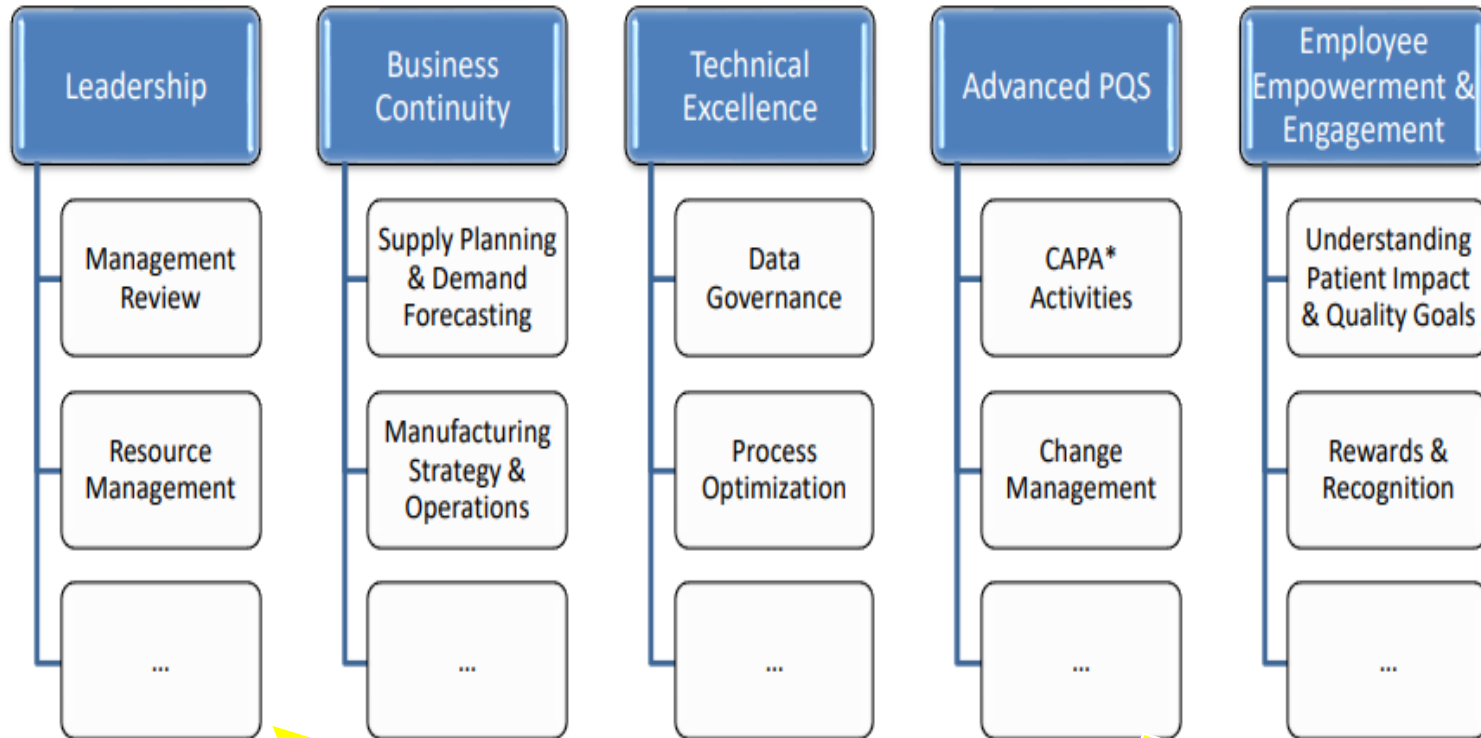 Leadership
Business
Continuity
Technical
Excellence
Advanced PQS
Employee
Empowerment &
Engagement
Management
Review
Supply Planning
& Demand
Forecasting
Data
Governance
CAPA*
Activities
Understanding
Patient Impact
& Quality Goals
Resource
Management
Manufacturing
Strategy &
Operations
Process
Optimization
Change
Management
Rewards &
Recognition
...
...
...
...
...